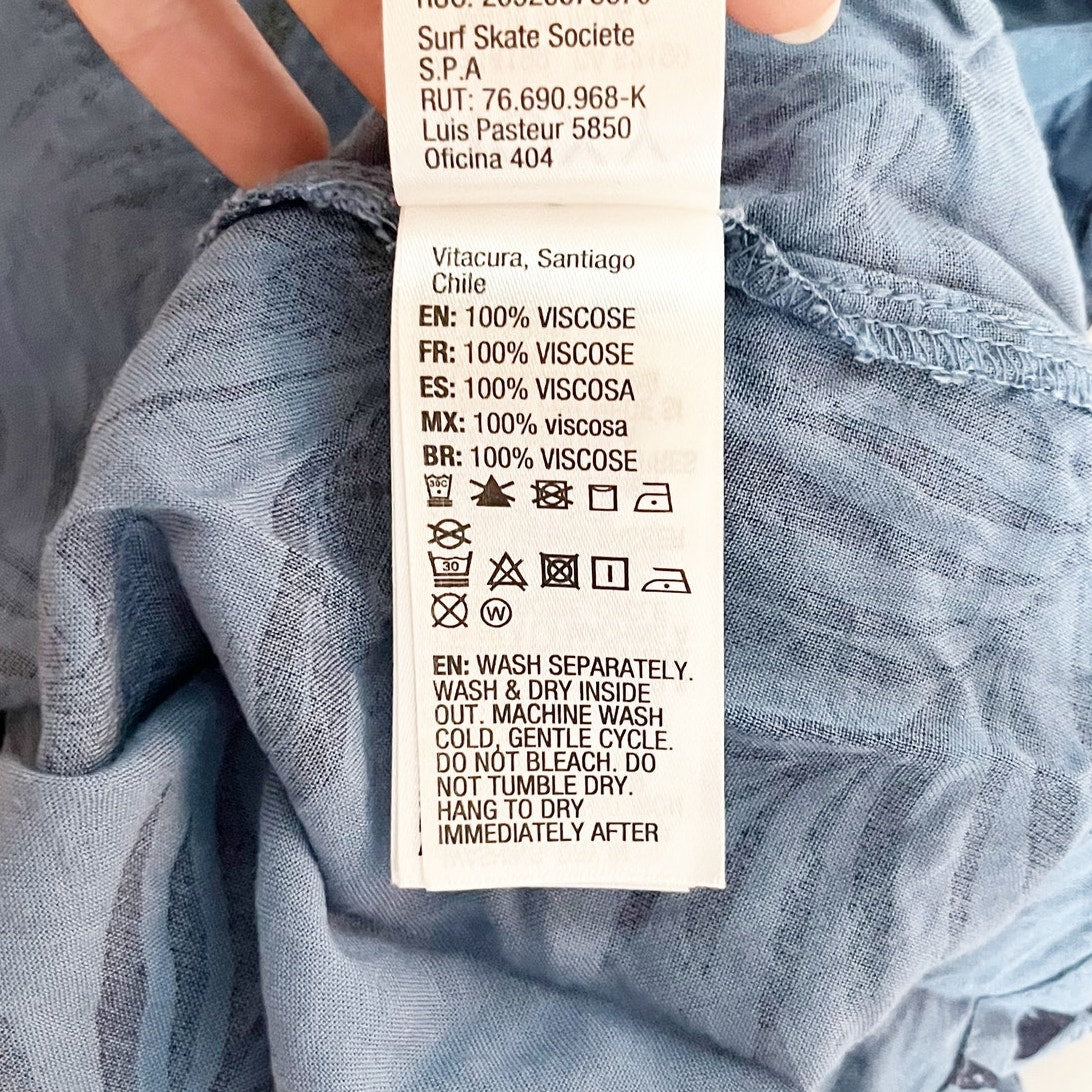 Surf Skate Societe
S.P.A
RUT: 76.690.968-K
Luis Pasteur 5850
Oficina 404
Vitacura, Santiago
Chile
EN: 100% VISCOSE
FR: 100% VISCOSE
ES: 100% VISCOSA
MX: 100% viscosa
BR: 100% VISCOSE
30C
30
W
EN: WASH SEPARATELY.
WASH & DRY INSIDE
OUT. MACHINE WASH
COLD, GENTLE CYCLE.
DO NOT BLEACH. DO
NOT TUMBLE DRY.
HANG TO DRY
IMMEDIATELY AFTER